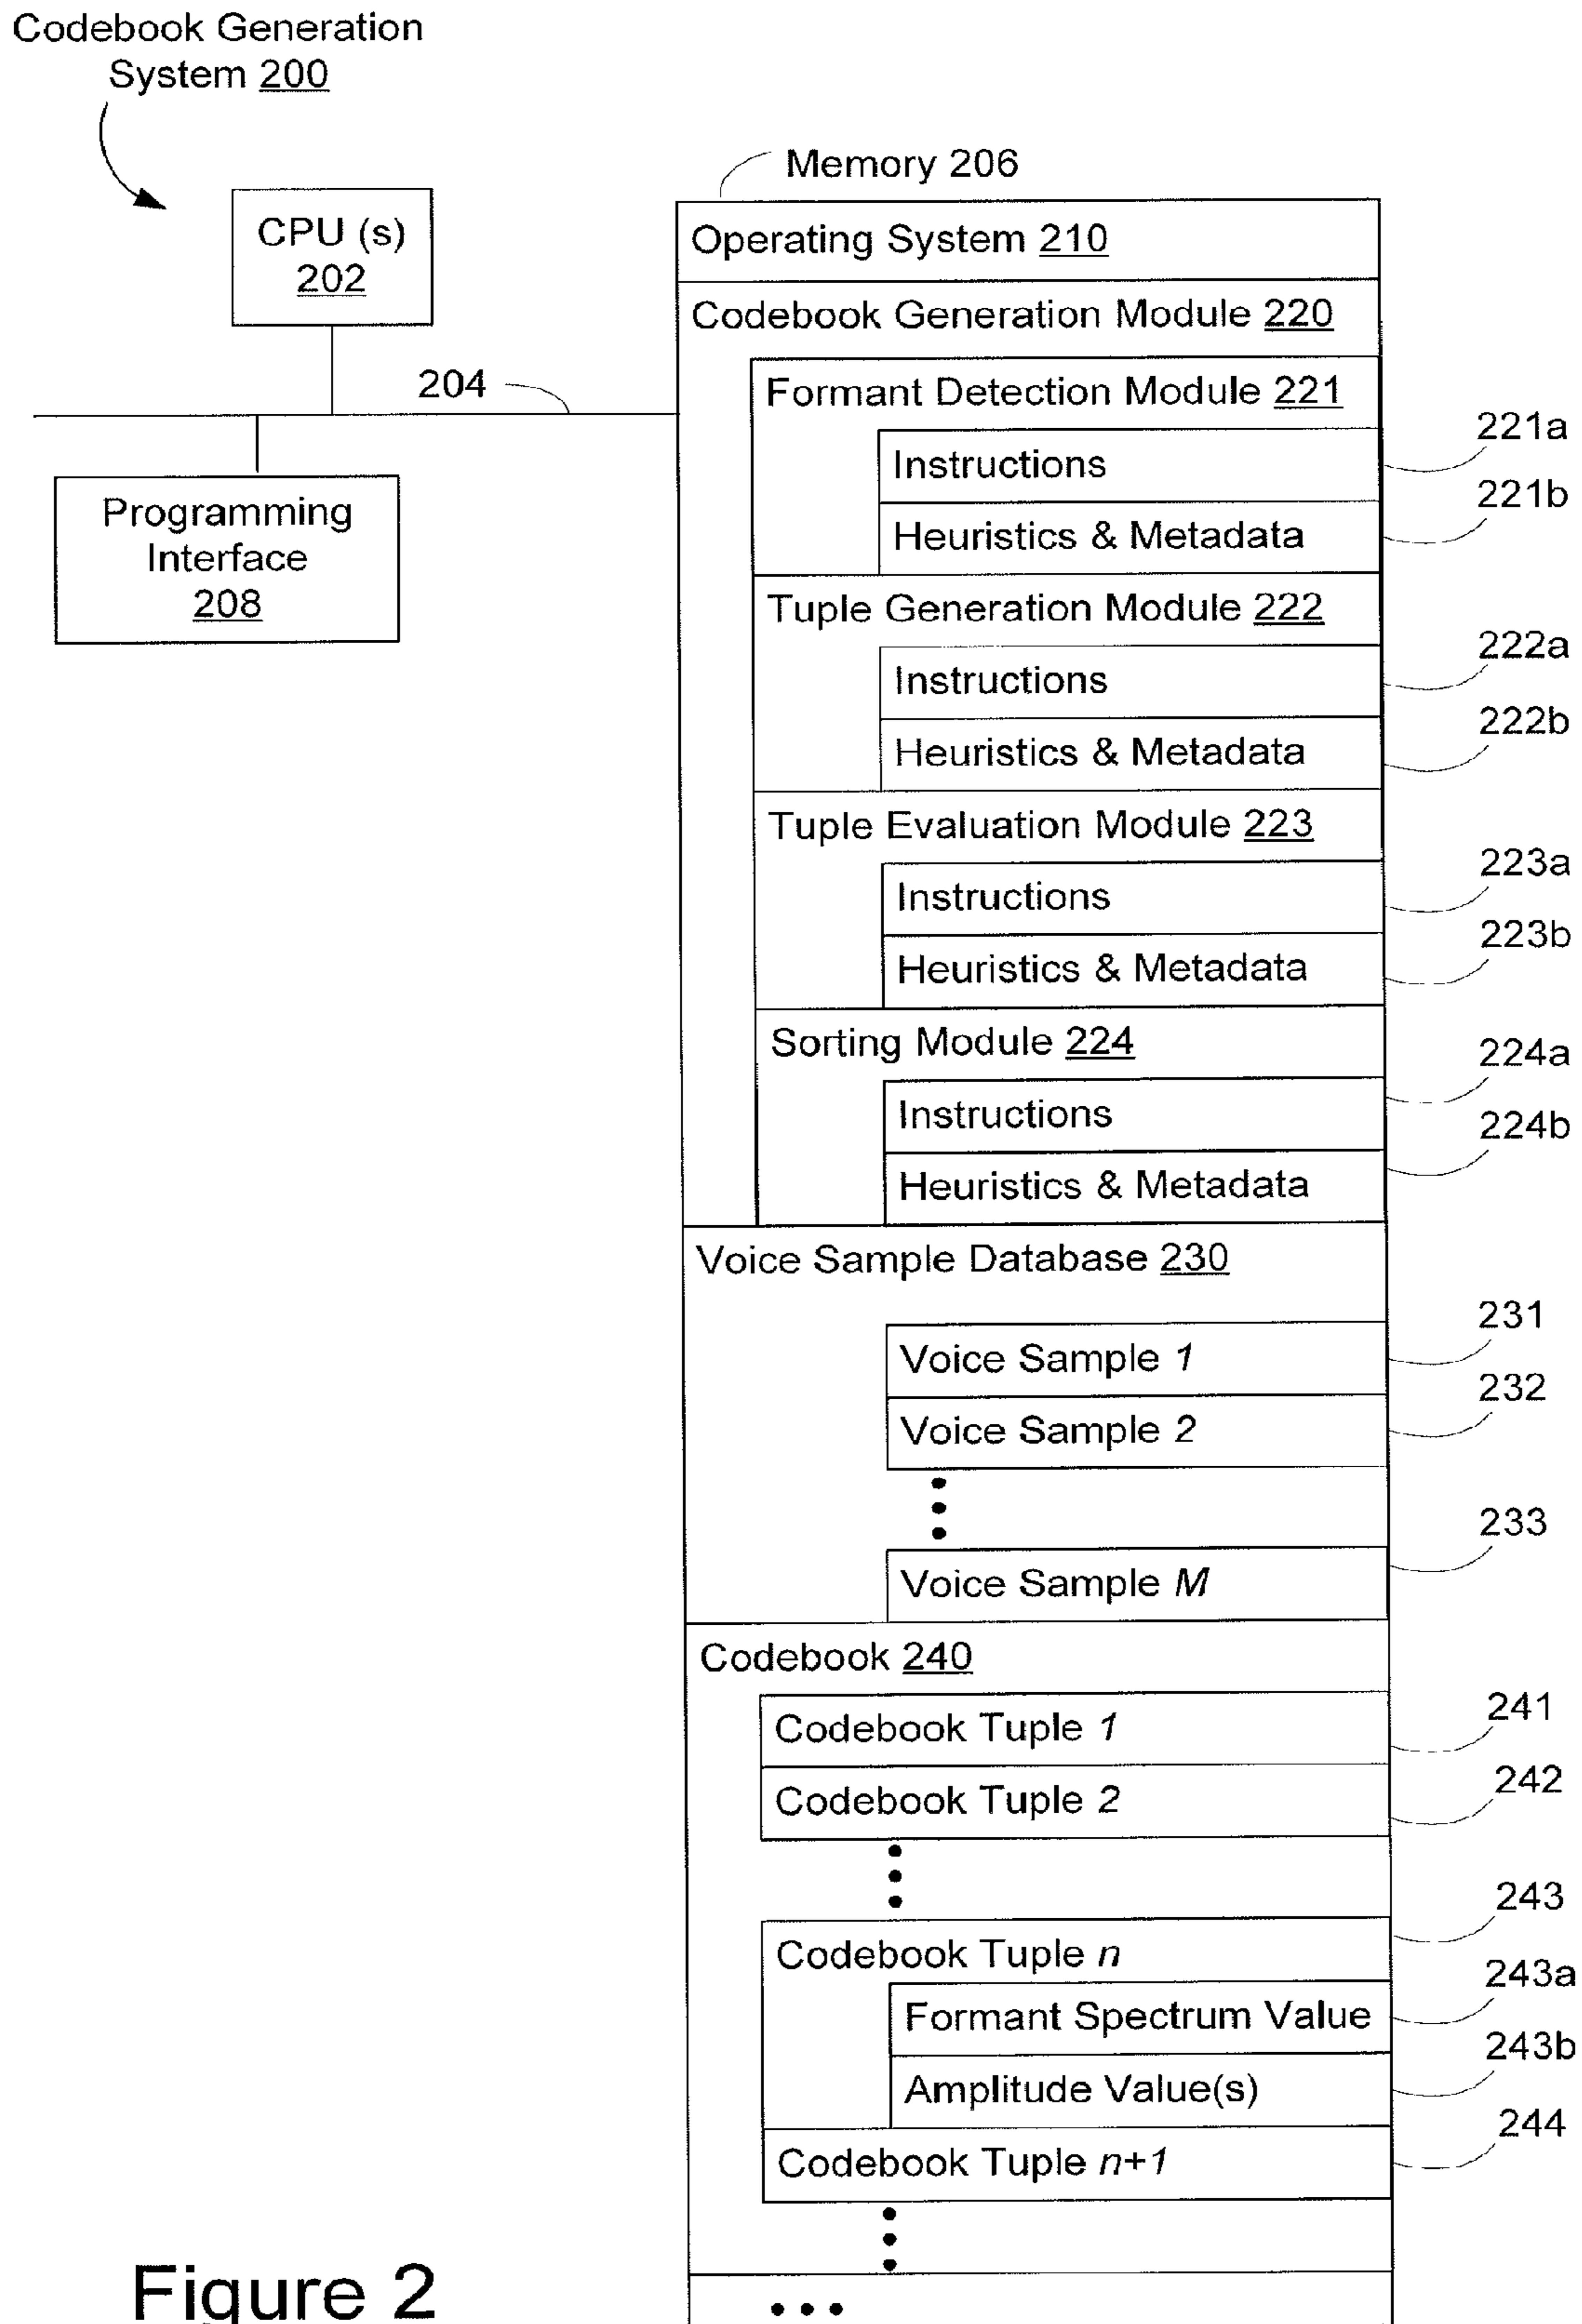 Codebook Generation
System 200
Memory 206
CPU (s)
202
Operating System 210
Codebook Generation Module 220
204
Formant Detection Module 221
221a
Instructions
221b
Heuristics & Metadata
Programming
Interface
208
Tuple Generation Module 222
222a
Instructions
222b
Heuristics & Metadata
Tuple Evaluation Module 223
223a
Instructions
223b
Heuristics & Metadata
Sorting Module 224
224a
Instructions
224b
Heuristics & Metadata
Voice Sample Database 230
231
Voice Sample 1
232
Voice Sample 2
233
Voice Sample M
Codebook 240
241
Codebook Tuple 1
242
Codebook Tuple 2
243
Codebook Tuple n
243a
Formant Spectrum Value
243b
Amplitude Value(s)
244
Codebook Tuple n+1
Figure 2